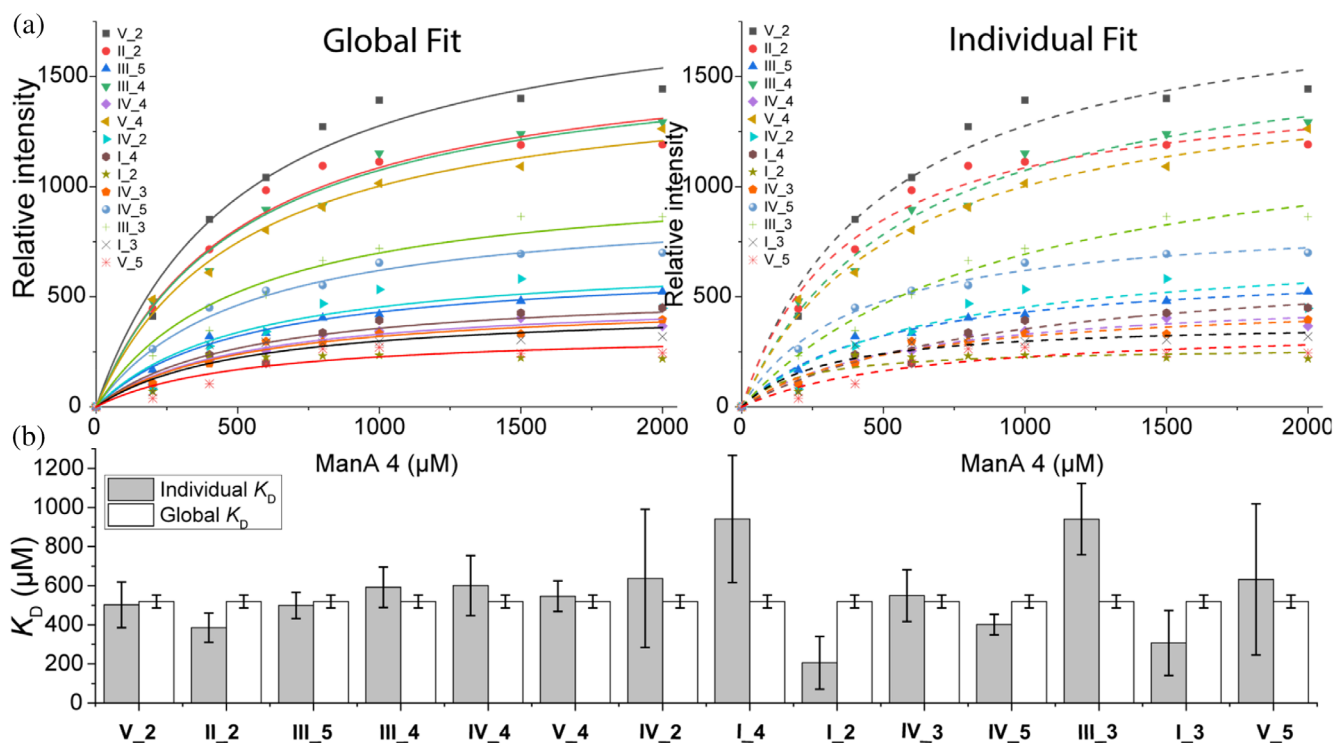 (a)
Global Fit
Relative intensity
1500
1000
500
0
V_2
II_2
III_5
III_4
IV_4
V_4
IV_2
I_4
I_2
IV_3
IV_5
III_3
I_3
V_5
0 500 1000 1500 2000
ManA 4 (µM)
Individual Fit
Relative intensity
1500
1000
500
0
V_2
II_2
III_5
III_4
IV_4
V_4
IV_2
I_4
I_2
IV_3
IV_5
III_3
I_3
V_5
0 500 1000 1500 2000
ManA 4 (µM)
(b)
KD (µM)
1200
1000
800
600
400
200
0
Individual KD
Global KD
V_2 II_2 III_5 III_4 IV_4 V_4 IV_2 I_4 I_2 IV_3 IV_5 III_3 I_3 V_5